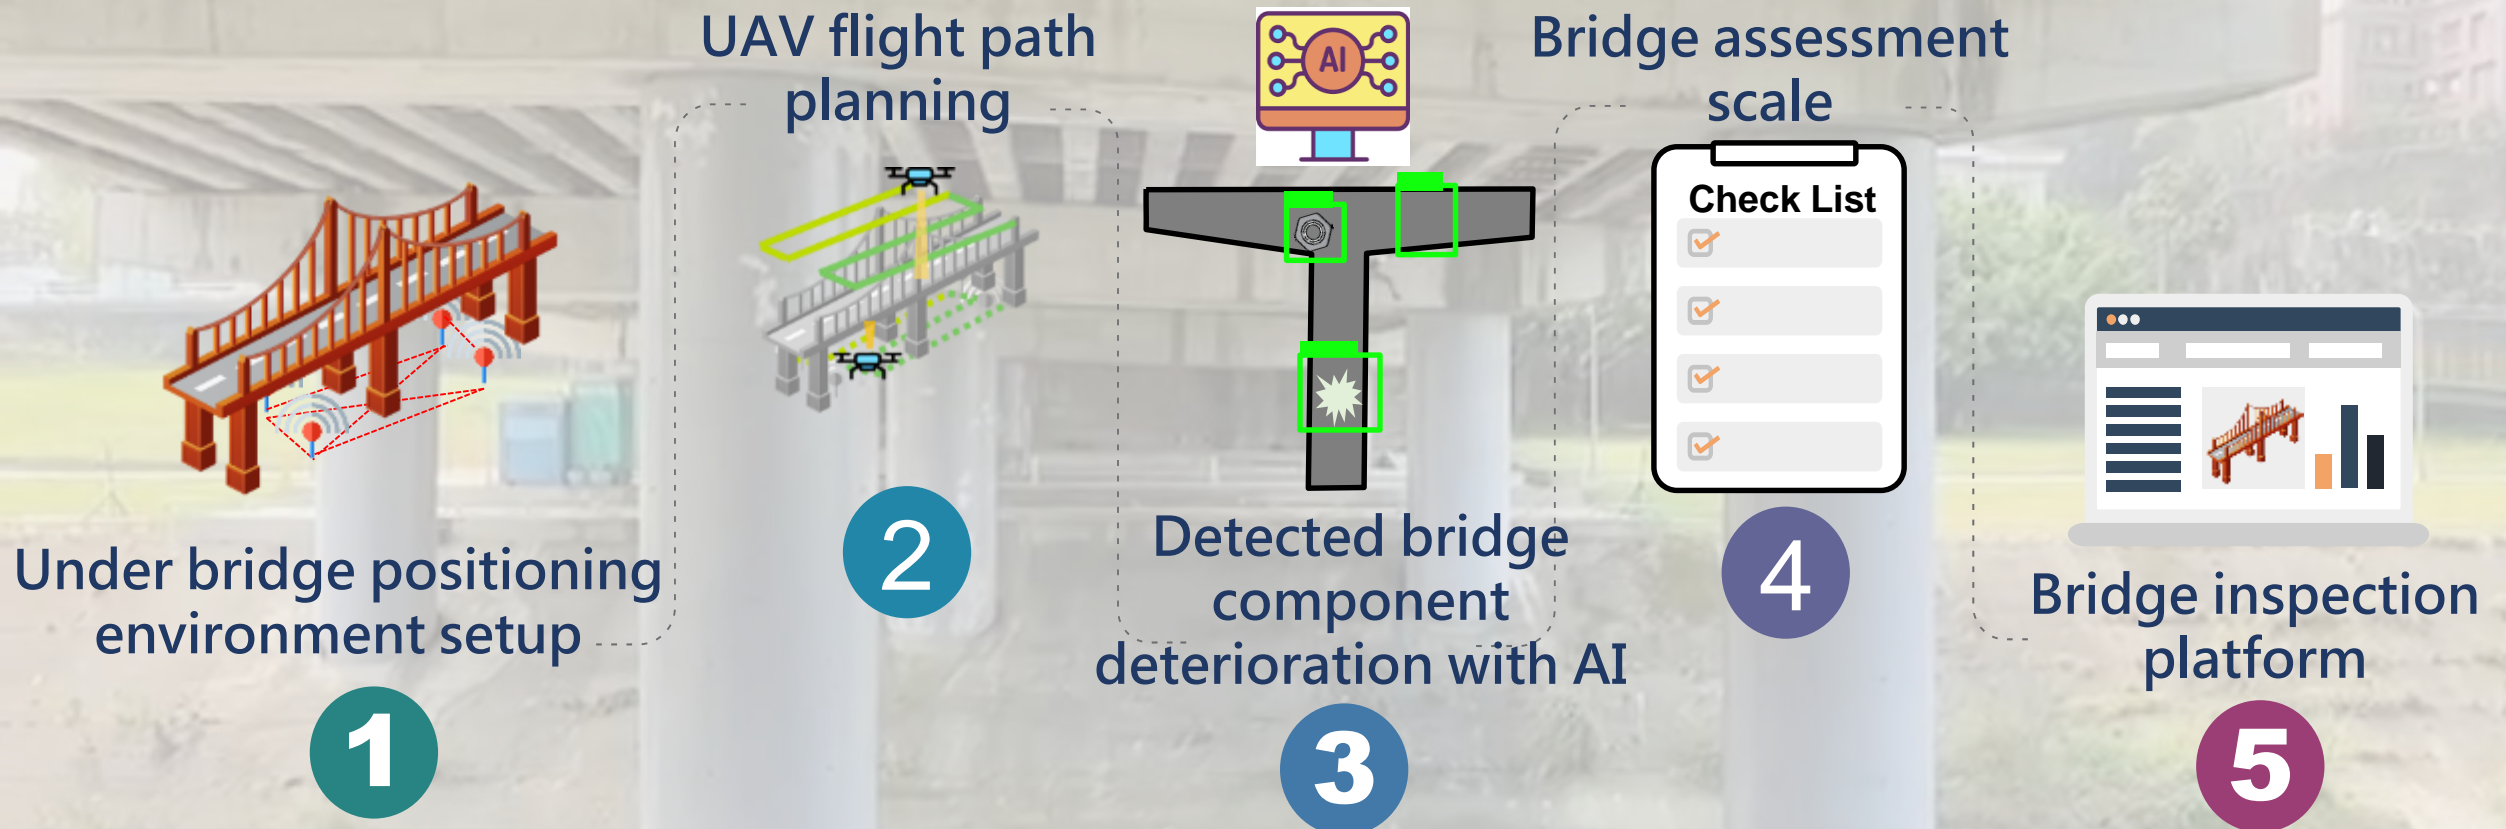 Under bridge positioning
environment setup
1
UAV flight path
planning
2
AI
Detected bridge
component
deterioration with AI
3
Bridge assessment
scale
Check List
4
Bridge inspection
platform
5